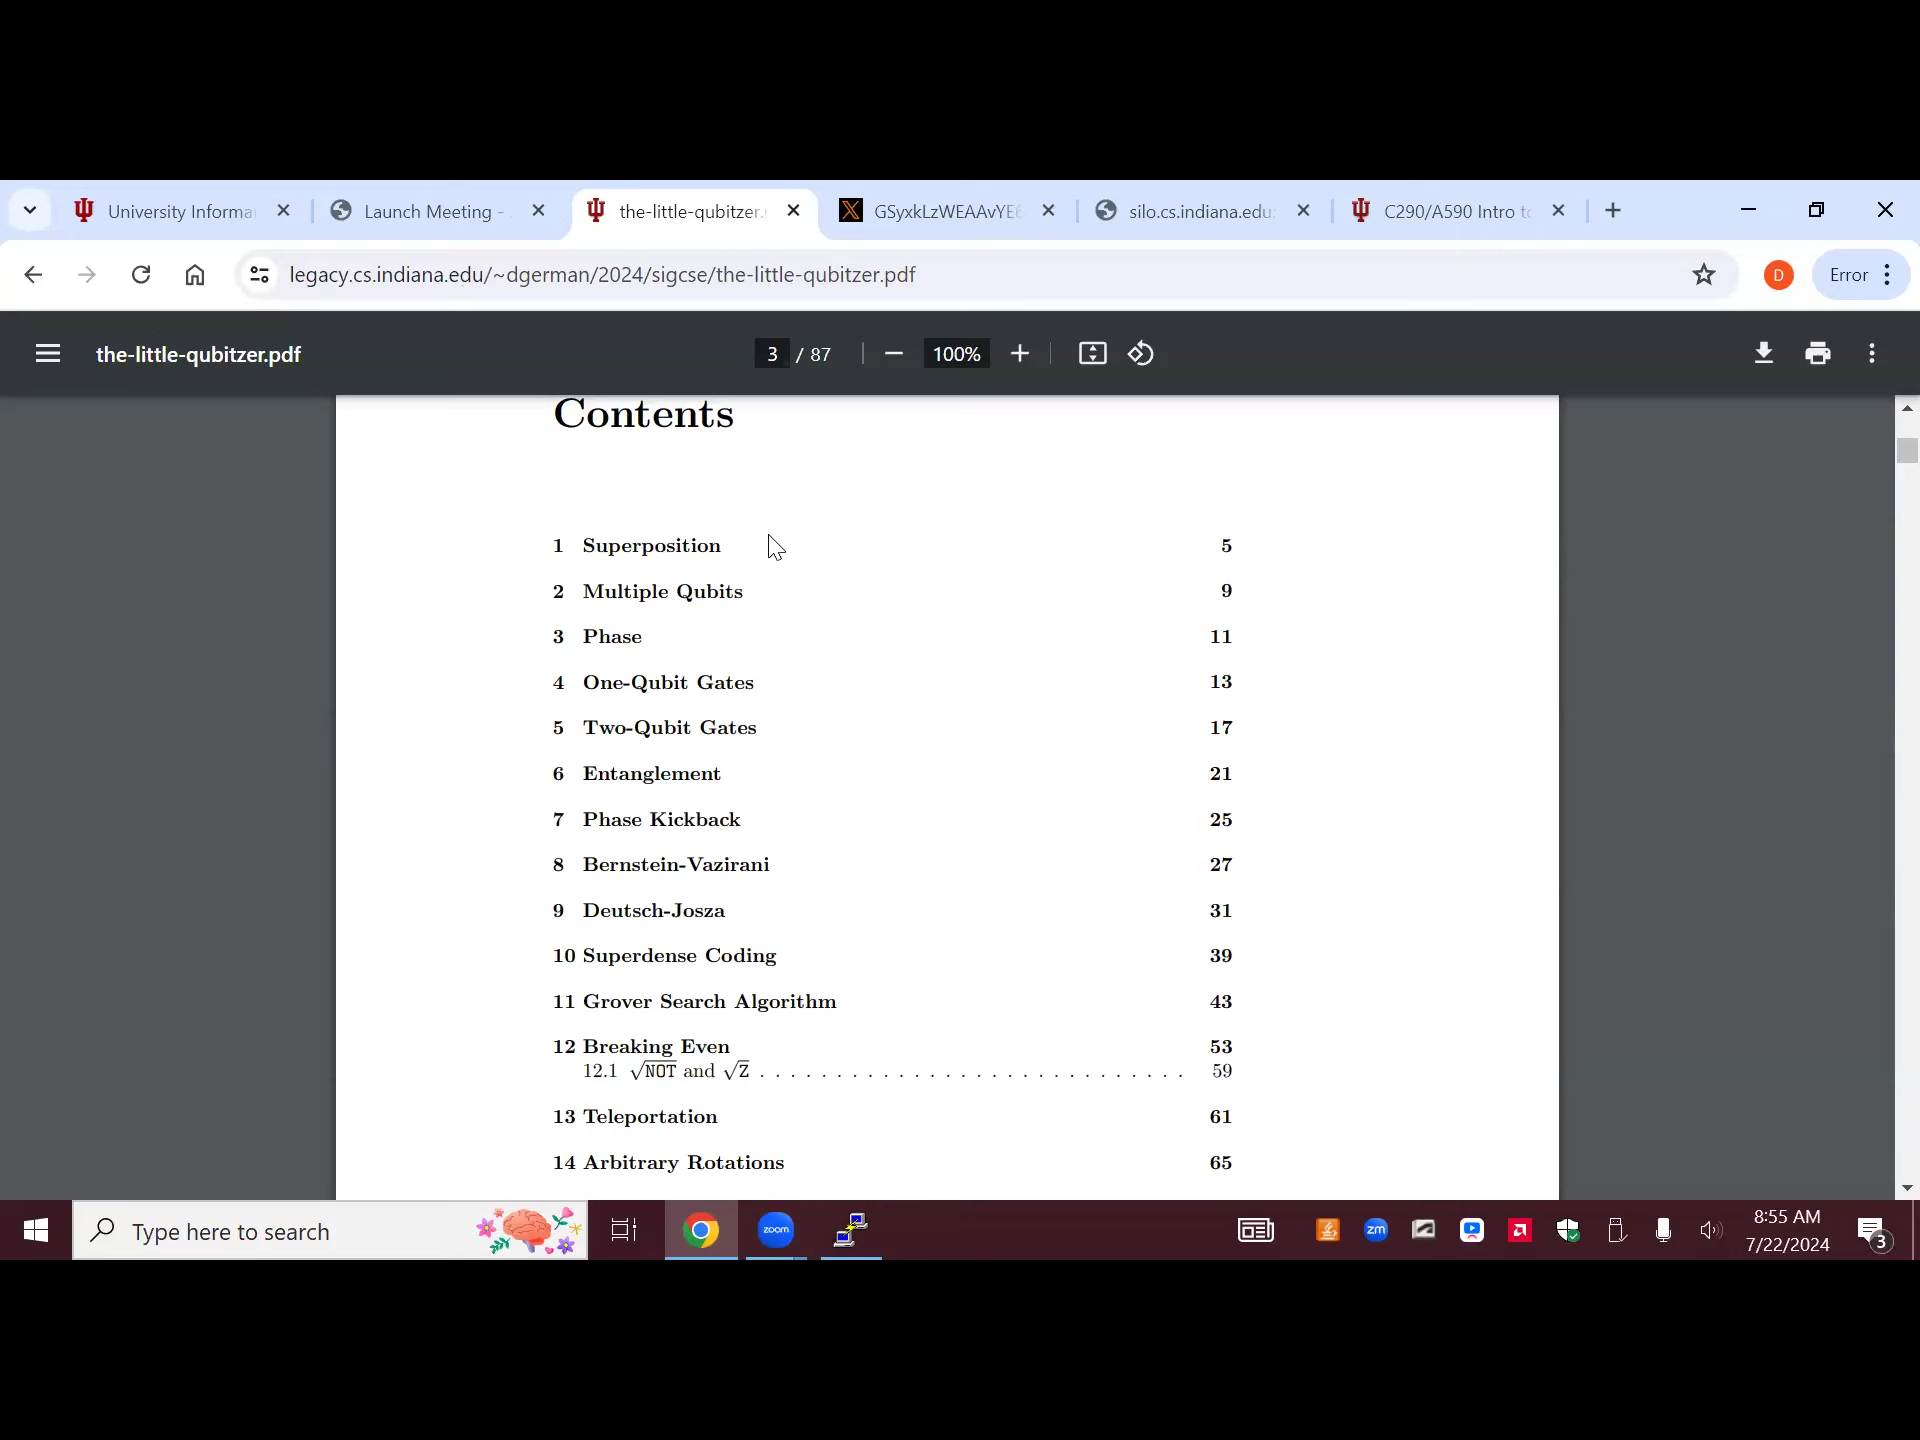 University Informa
Launch Meeting -
the-little-qubitzer.
GSyxkLzWEAAvYE
silo.cs.indiana.edu
C290/A590 Intro to
legacy.cs.indiana.edu/~dgerman/2024/sigcse/the-little-qubitzer.pdf
D
Error
the-little-qubitzer.pdf
3 / 87
100%
Contents
1 Superposition 5
2 Multiple Qubits 9
3 Phase 11
4 One-Qubit Gates 13
5 Two-Qubit Gates 17
6 Entanglement 21
7 Phase Kickback 25
8 Bernstein-Vazirani 27
9 Deutsch-Josza 31
10 Superdense Coding 39
11 Grover Search Algorithm 43
12 Breaking Even 53
12.1 √NOT and √Z . . . . . . . . . . . . . . . . . . . . . . . . . . . . 59
13 Teleportation 61
14 Arbitrary Rotations 65
Type here to search
zoom
zm
8:55 AM
7/22/2024
3